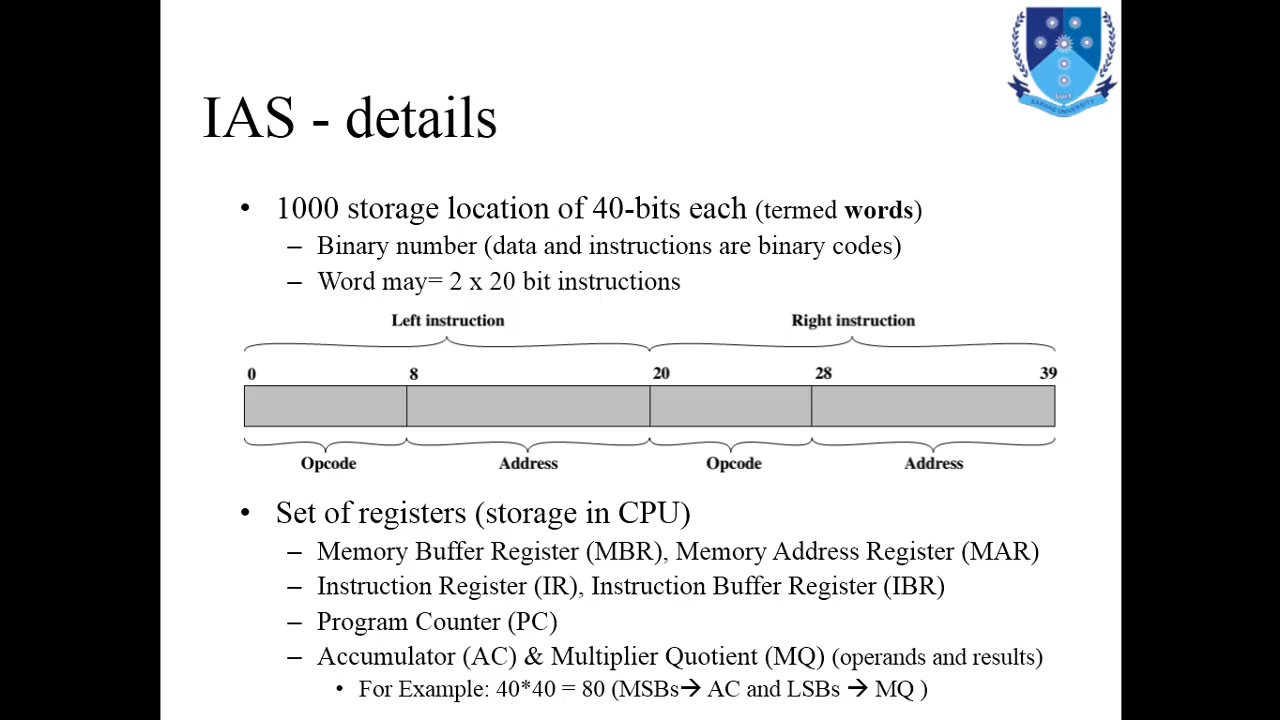 IAS - details
• 1000 storage location of 40-bits each (termed words)
– Binary number (data and instructions are binary codes)
– Word may= 2 x 20 bit instructions
Left instruction Right instruction
0 8 20 28 39
Opcode Address Opcode Address
• Set of registers (storage in CPU)
– Memory Buffer Register (MBR), Memory Address Register (MAR)
– Instruction Register (IR), Instruction Buffer Register (IBR)
– Program Counter (PC)
– Accumulator (AC) & Multiplier Quotient (MQ) (operands and results)
• For Example: 40*40 = 80 (MSBs→ AC and LSBs → MQ )